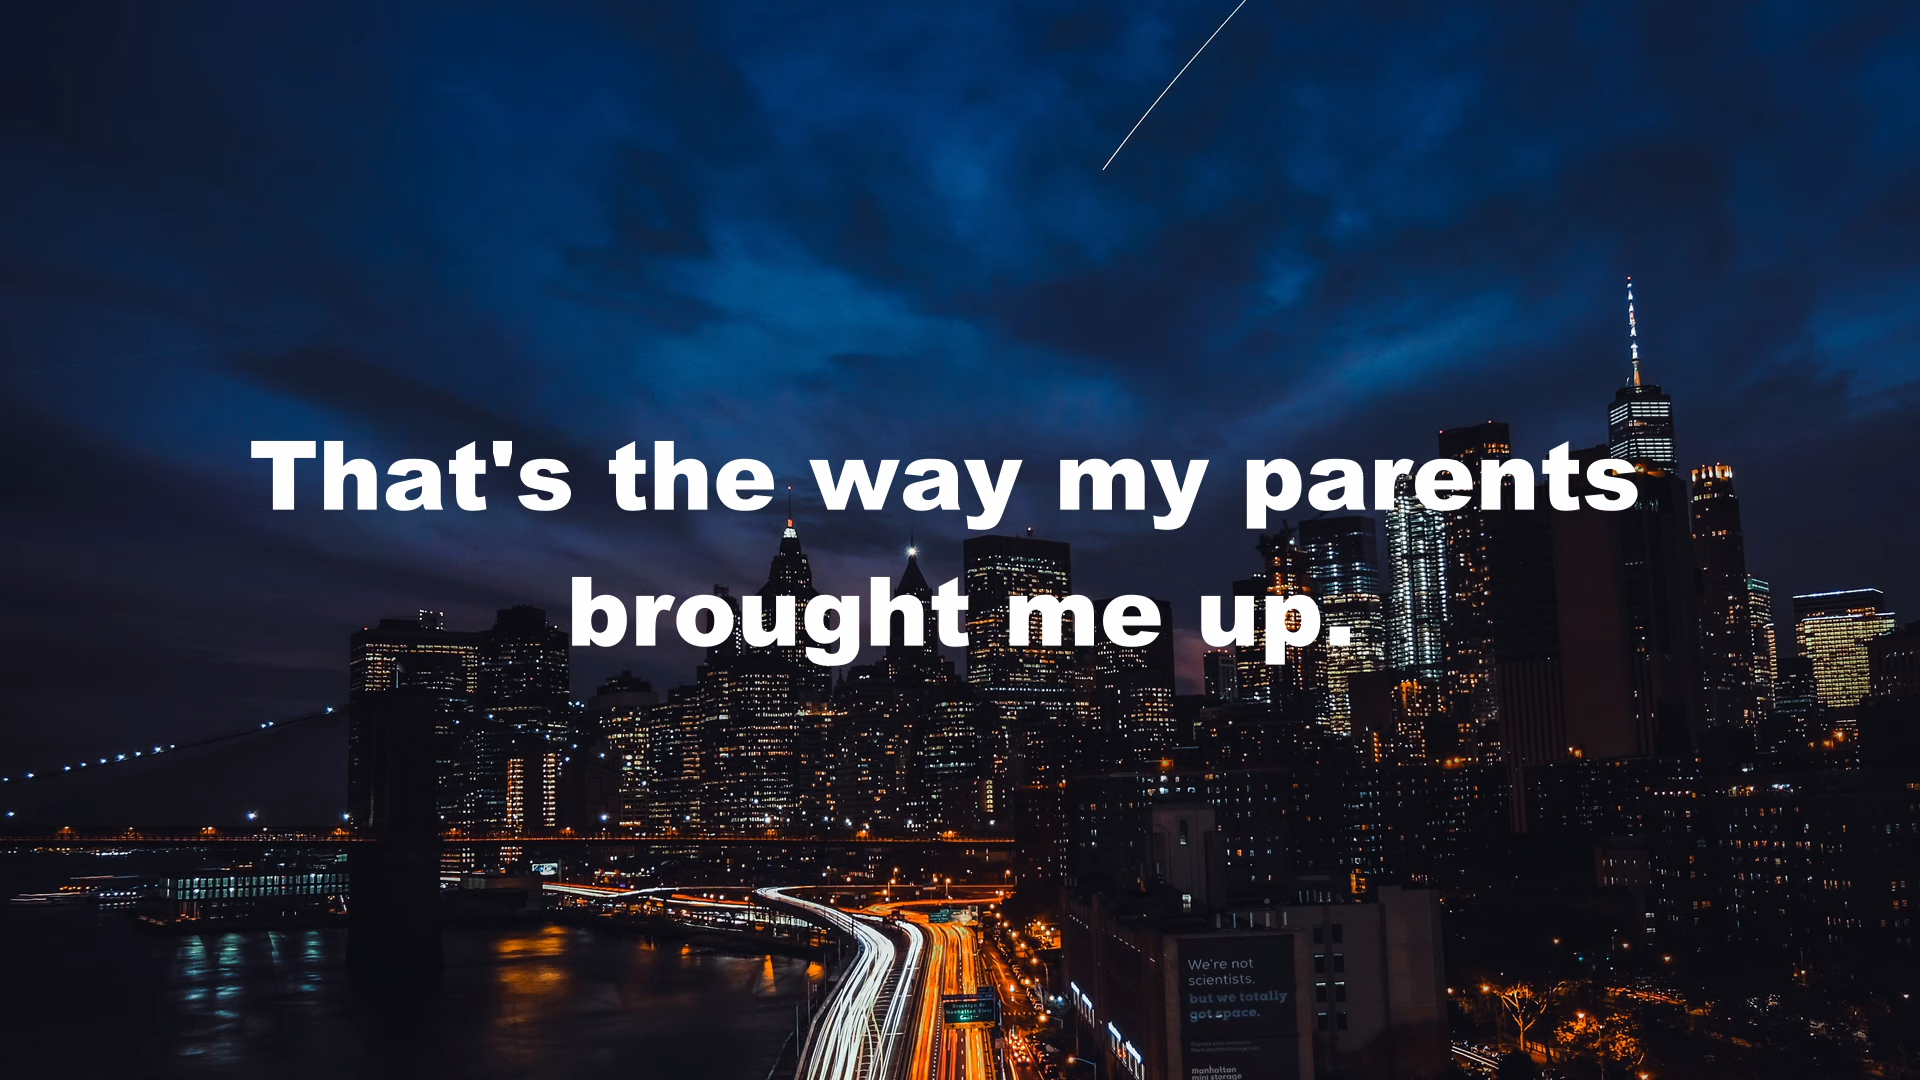 That's the way my parents
brought me up.
We're not
scientists,
but we totally
got space.
manhattan
mini storage